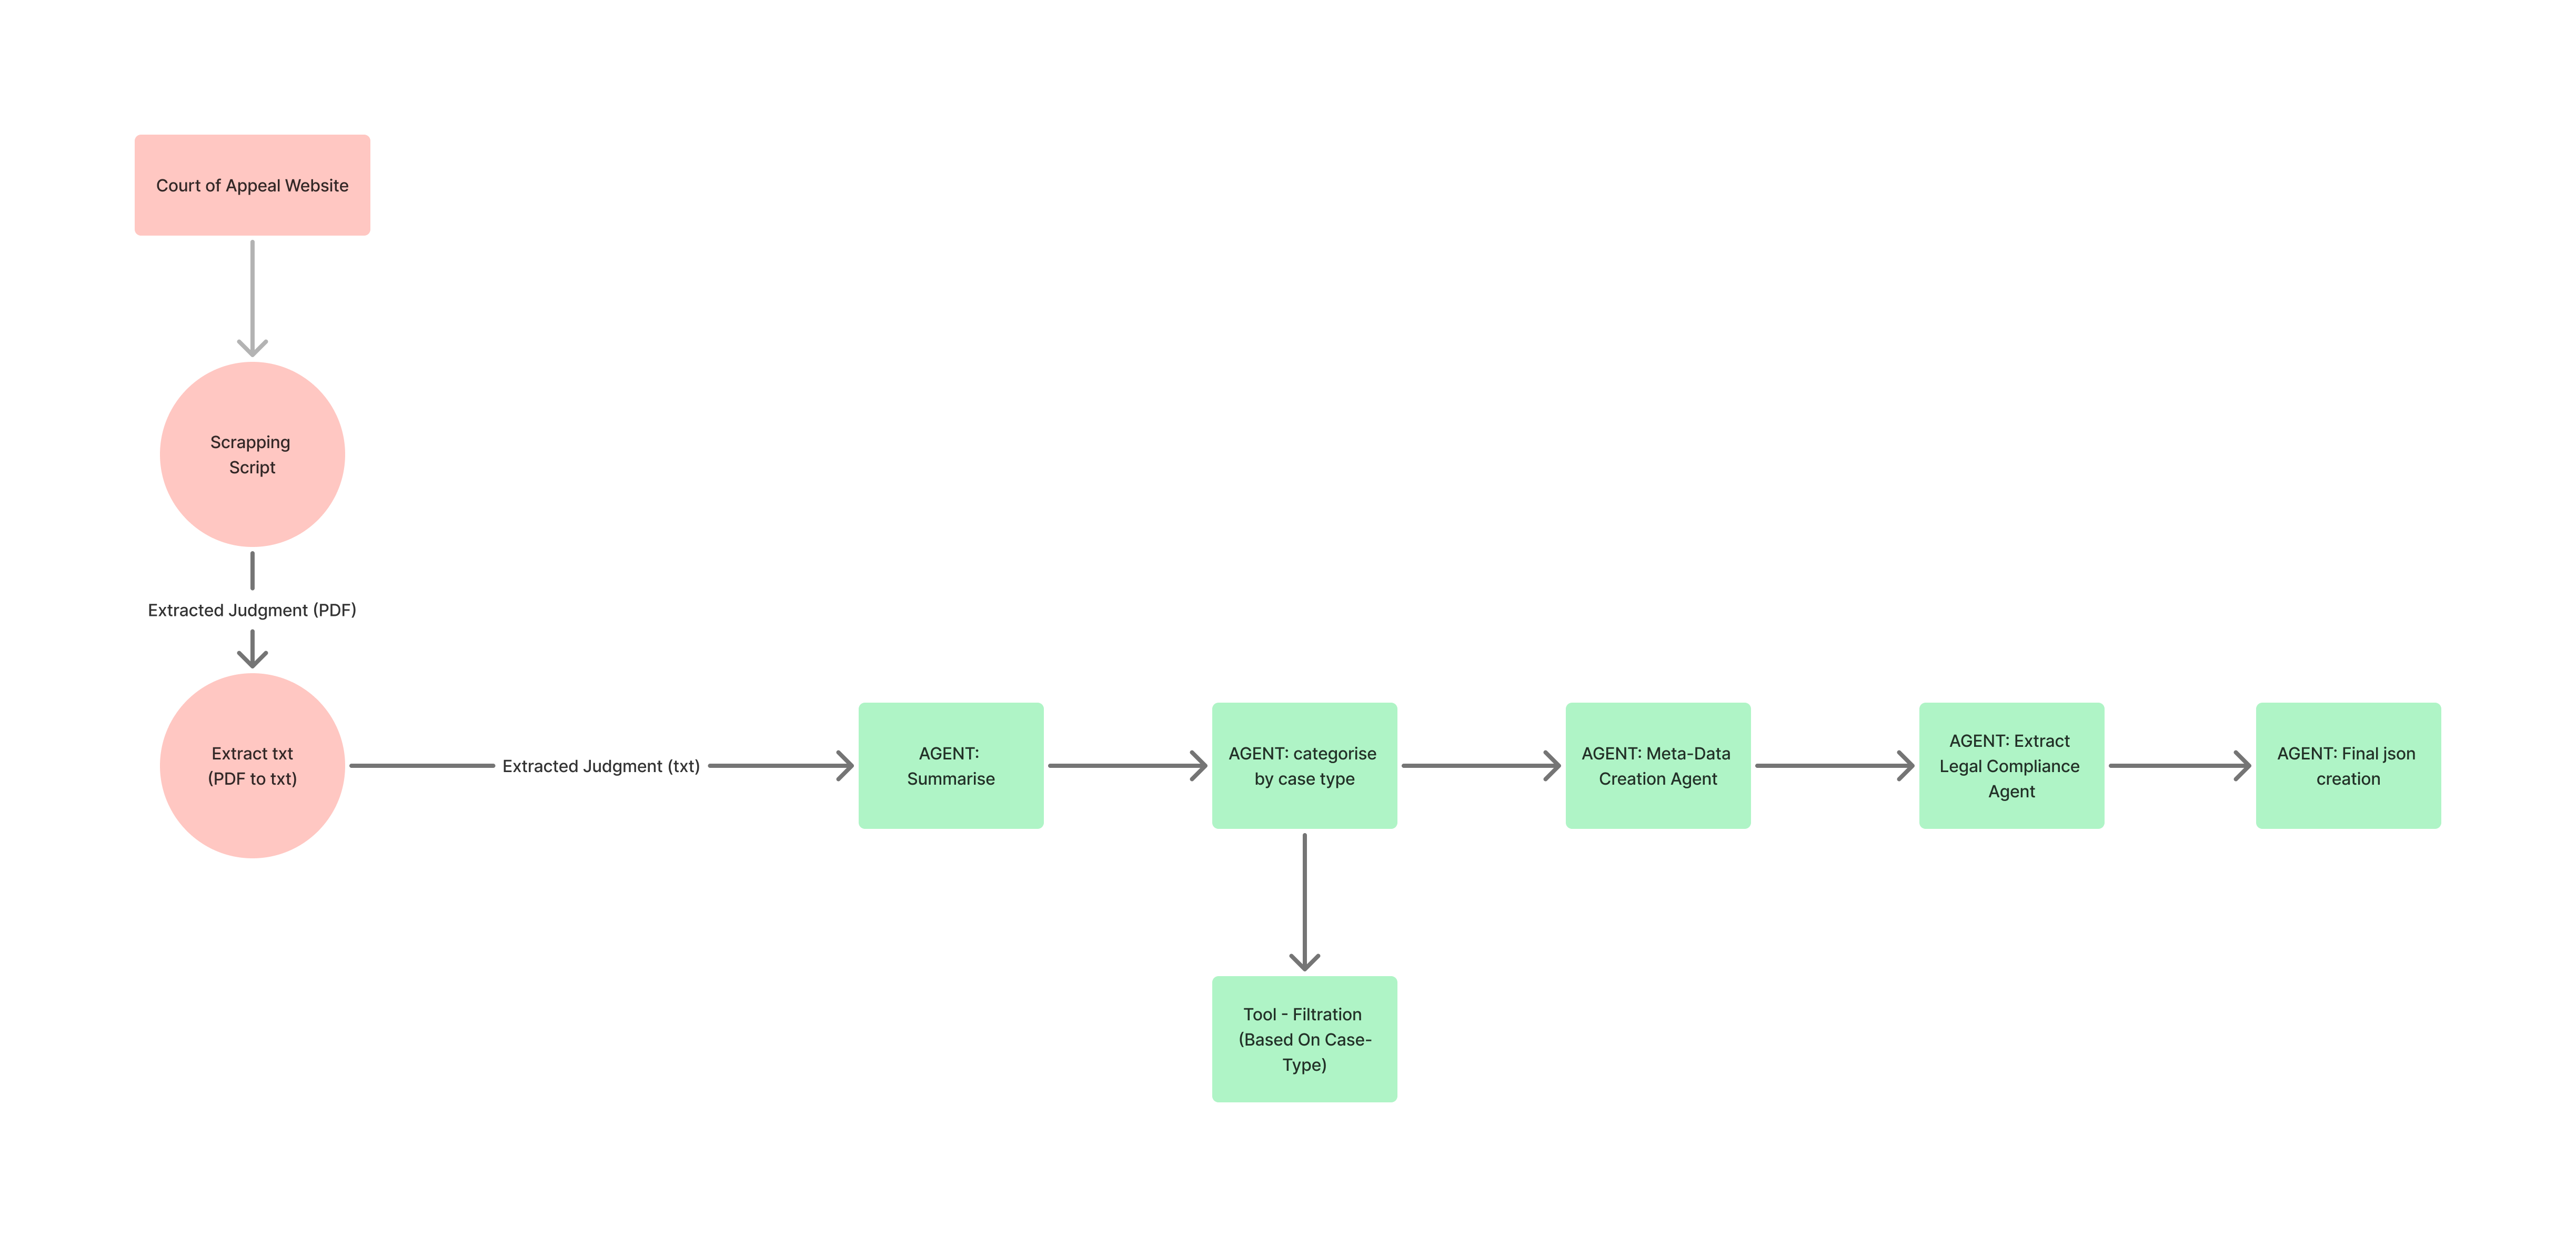 Court of Appeal Website
Scrapping
Script
Extracted Judgment (PDF)
Extract txt
(PDF to txt)
Extracted Judgment (txt)
AGENT:
Summarise
AGENT: categorise
by case type
AGENT: Meta-Data
Creation Agent
AGENT: Extract
Legal Compliance
Agent
AGENT: Final json
creation
Tool - Filtration
(Based On Case-
Type)